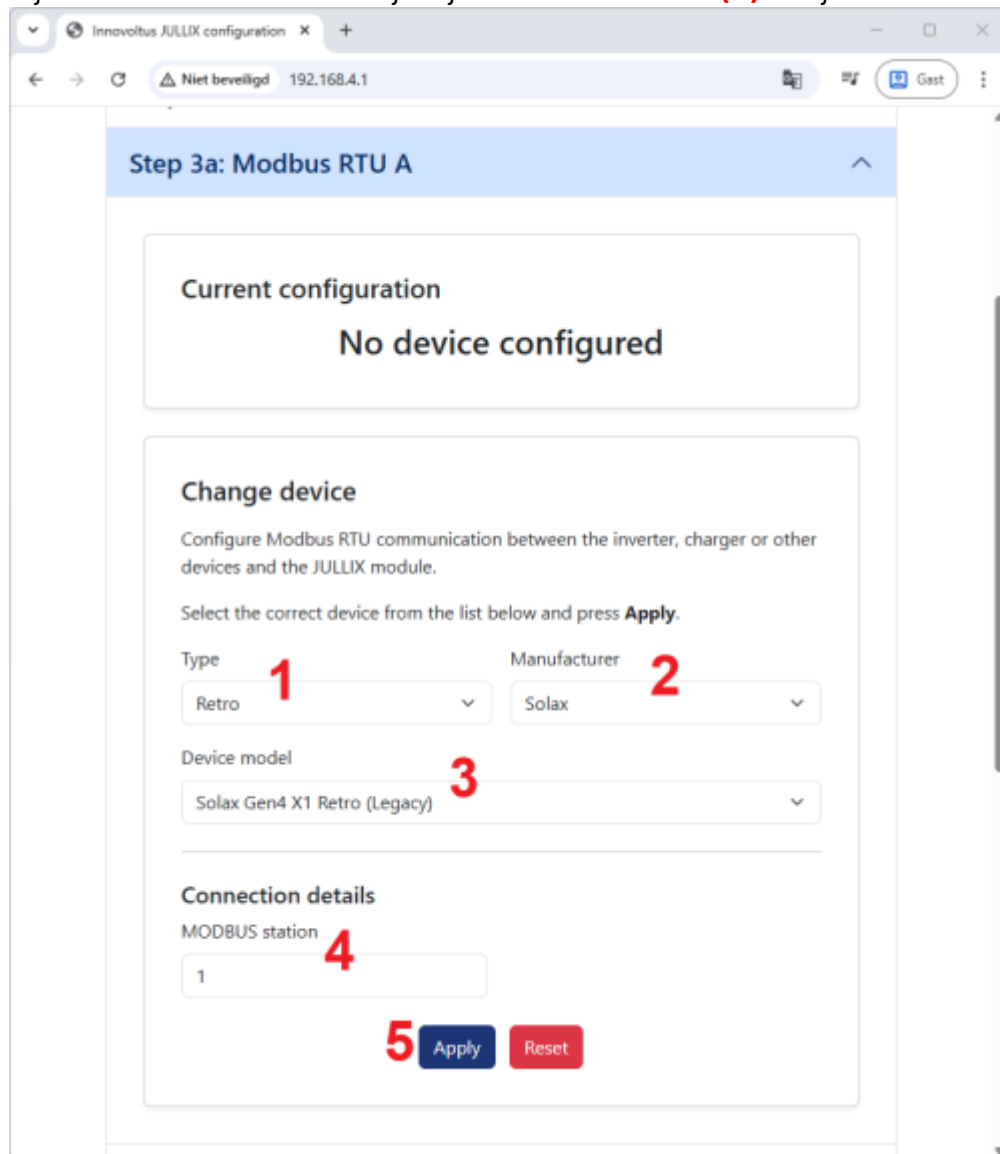 Innovoltus JULLIX configuration
Niet beveiligd 192.168.4.1 Gast
Step 3a: Modbus RTU A
Current configuration
No device configured
Change device
Configure Modbus RTU communication between the inverter, charger or other
devices and the JULLIX module.
Select the correct device from the list below and press Apply.
Type 1 Manufacturer 2
Retro Solax
Device model 3
Solax Gen4 X1 Retro (Legacy)
Connection details
MODBUS station 4
1
5 Apply Reset